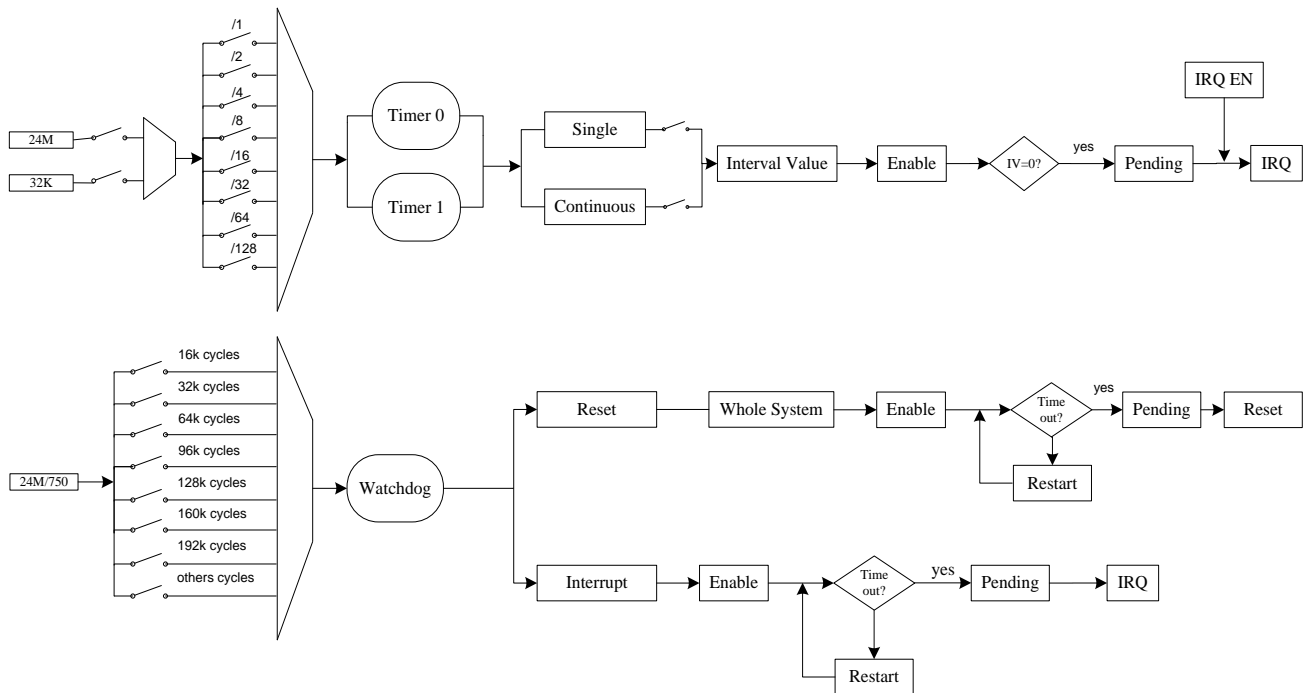 /1
/2
/4
/8
/16
/32
/64
/128
24M
32K
Timer 0
Timer 1
Single
Continuous
Interval Value
Enable
IV=0?
yes
Pending
IRQ EN
IRQ
16k cycles
32k cycles
64k cycles
96k cycles
128k cycles
160k cycles
192k cycles
others cycles
24M/750
Watchdog
Reset
Whole System
Enable
Time
out?
yes
Pending
Reset
Restart
Interrupt
Enable
Time
out?
yes
Pending
IRQ
Restart